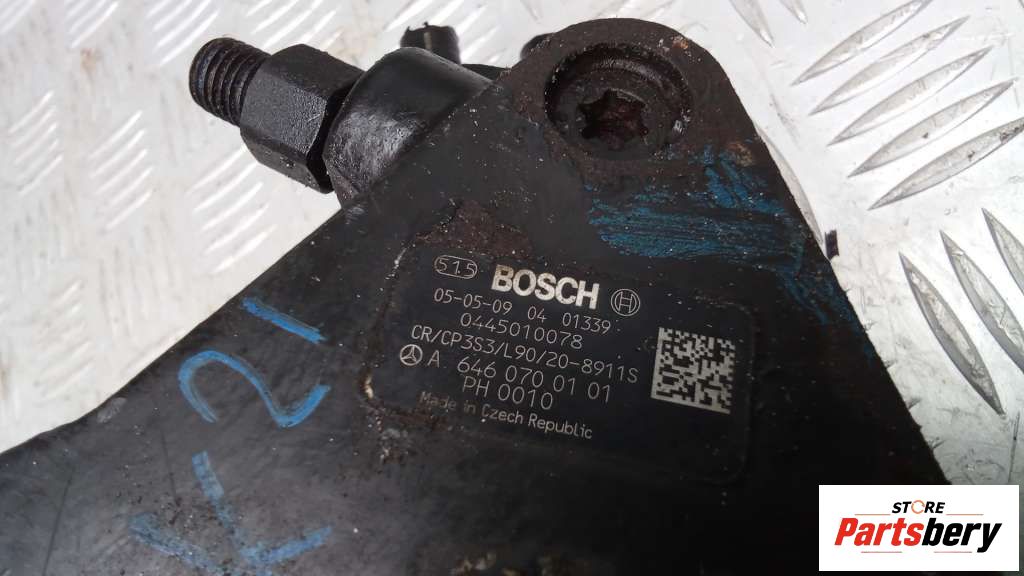 515 BOSCH
05-05-09 04 01339
0445010078
CR/CP3S3/L90/20-8911S
A 646 070 01 01
PH 0010
Made in Czech Republic
K 21
STORE
Partsbery